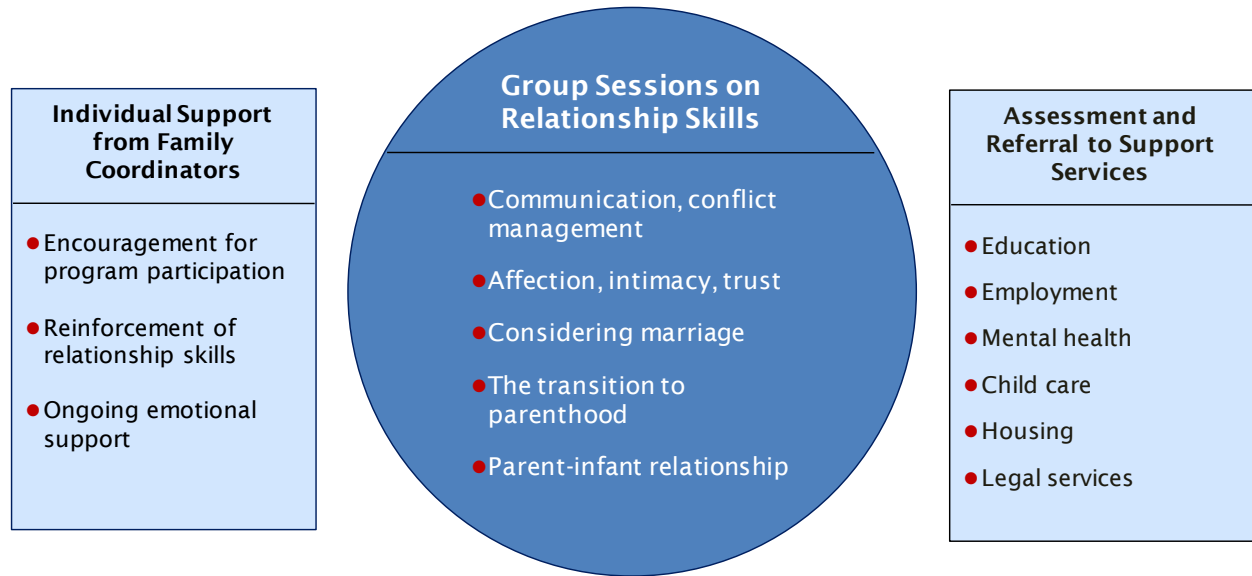 Individual Support
from Family
Coordinators
● Encouragement for
program participation
● Reinforcement of
relationship skills
● Ongoing emotional
support
Group Sessions on
Relationship Skills
● Communication, conflict
management
● Affection, intimacy, trust
● Considering marriage
● The transition to
parenthood
● Parent-infant relationship
Assessment and
Referral to Support
Services
● Education
● Employment
● Mental health
● Child care
● Housing
● Legal services